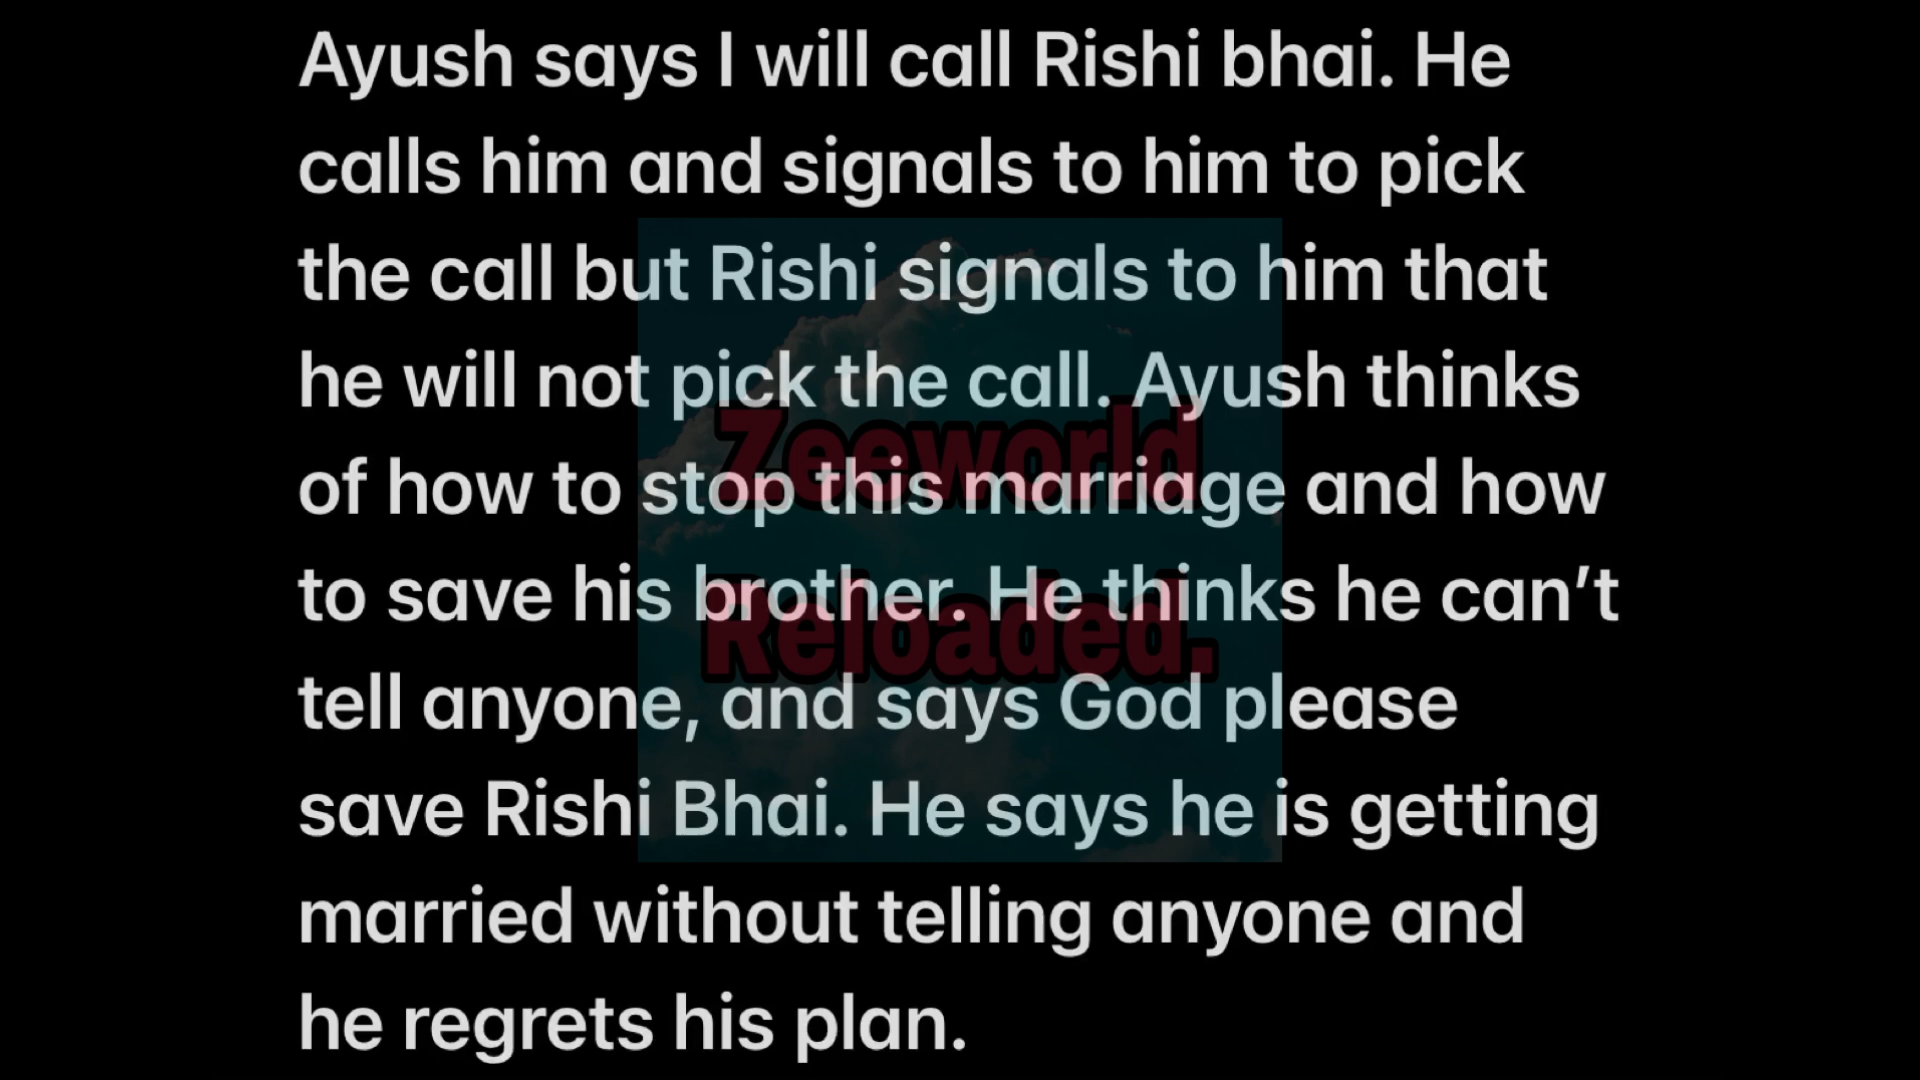 Ayush says I will call Rishi bhai. He
calls him and signals to him to pick
the call but Rishi signals to him that
he will not pick the call. Ayush thinks
of how to stop this marriage and how
to save his brother. He thinks he can’t
tell anyone, and says God please
save Rishi Bhai. He says he is getting
married without telling anyone and
he regrets his plan.
Zeeworld
Reloaded.